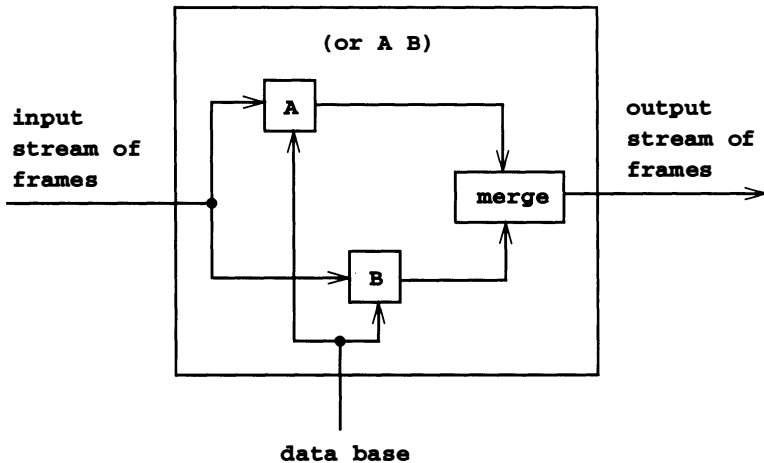 (or A B)
input
stream of
frames
A
output
stream of
frames
merge
B
data base